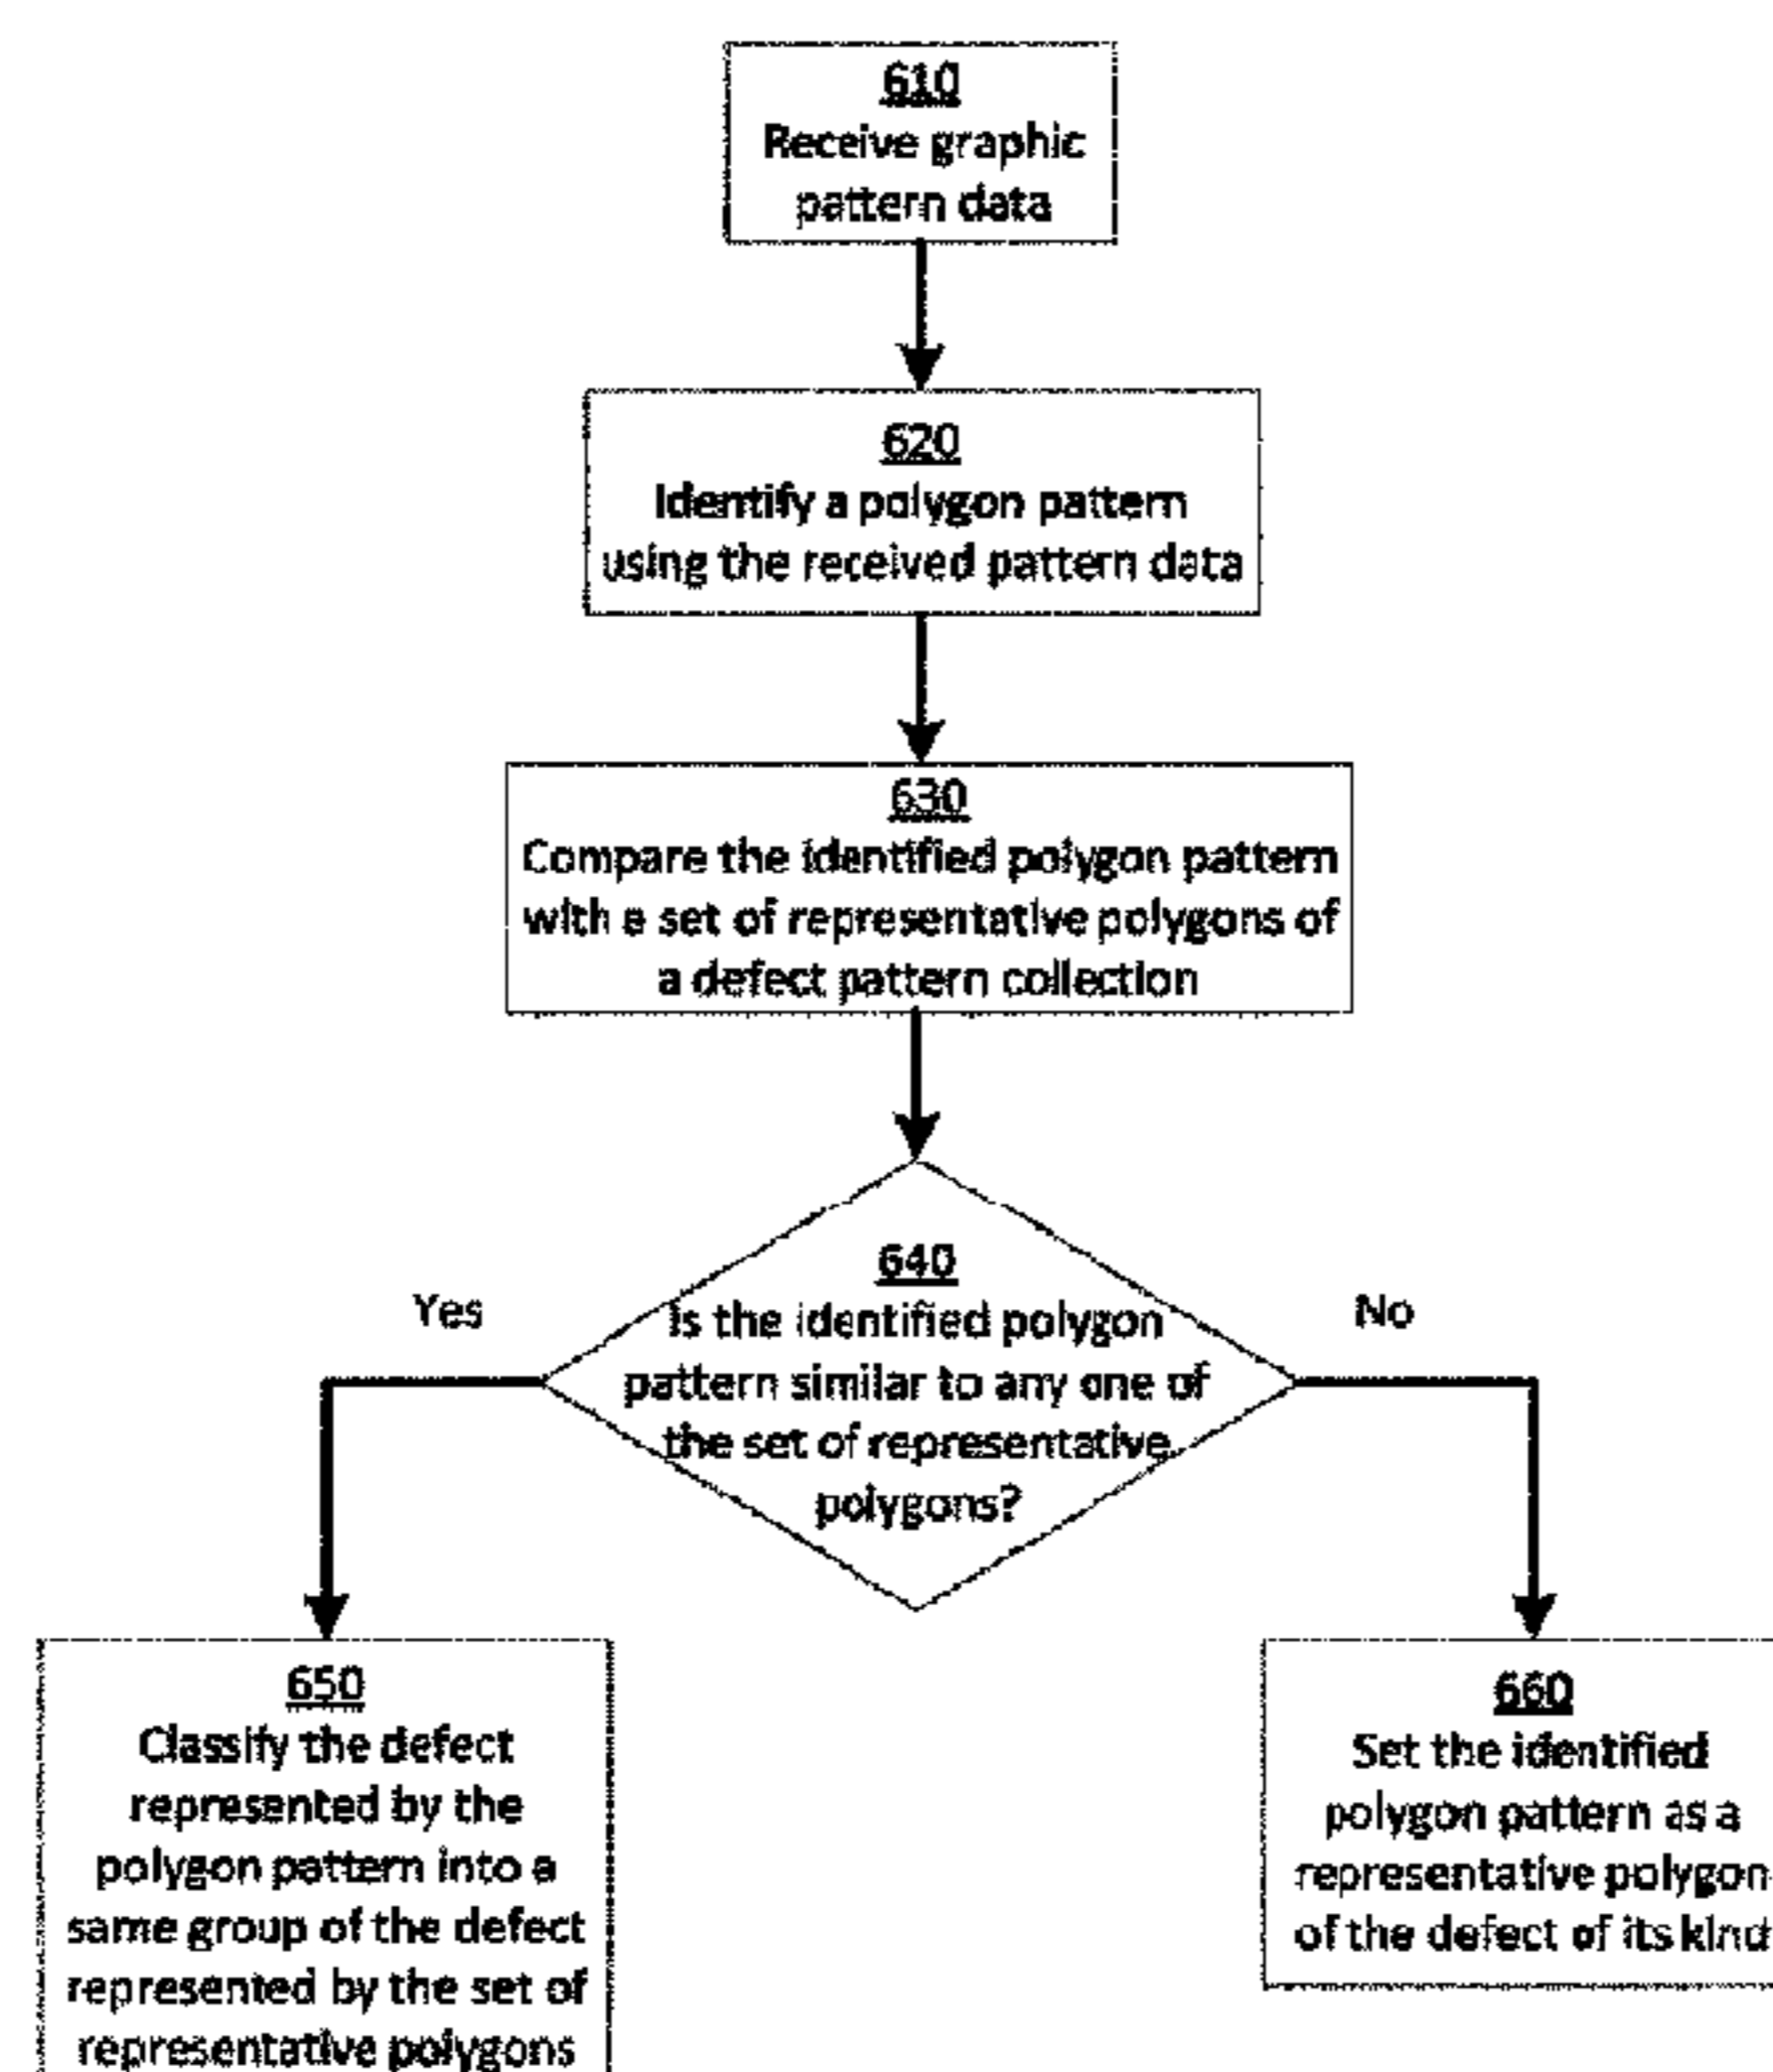 610
Receive graphic
pattern data
620
Identify a polygon pattern
using the received pattern data
630
Compare the identified polygon pattern
with a set of representative polygons of
a defect pattern collection
640
Is the identified polygon
pattern similar to any one of
the set of representative
polygons?
Yes
No
650
Classify the defect
represented by the
polygon pattern into a
same group of the defect
represented by the set of
representative polygons
660
Set the identified
polygon pattern as a
representative polygon
of the defect of its kind